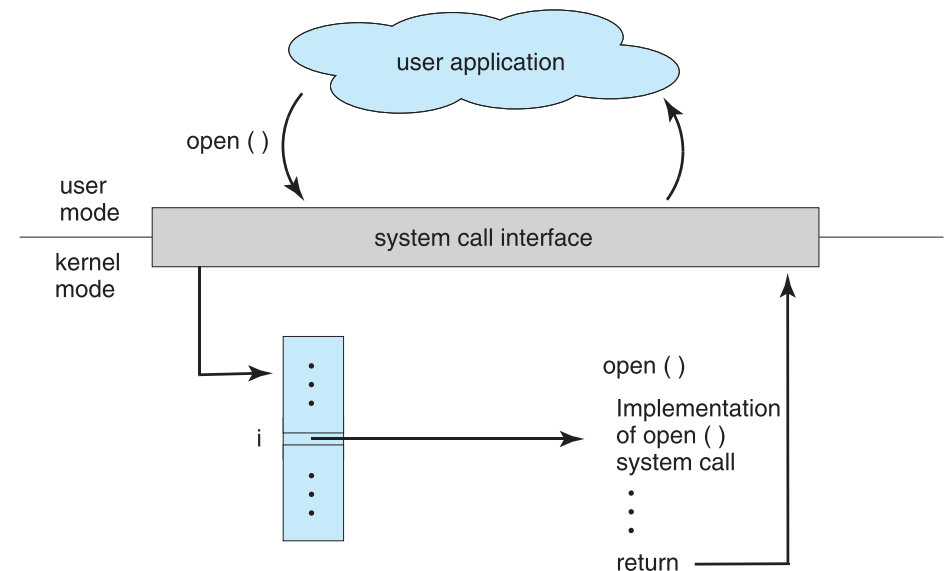 user application
open ( )
user
mode
system call interface
kernel
mode
open ( )
i
Implementation
of open ( )
system call
return